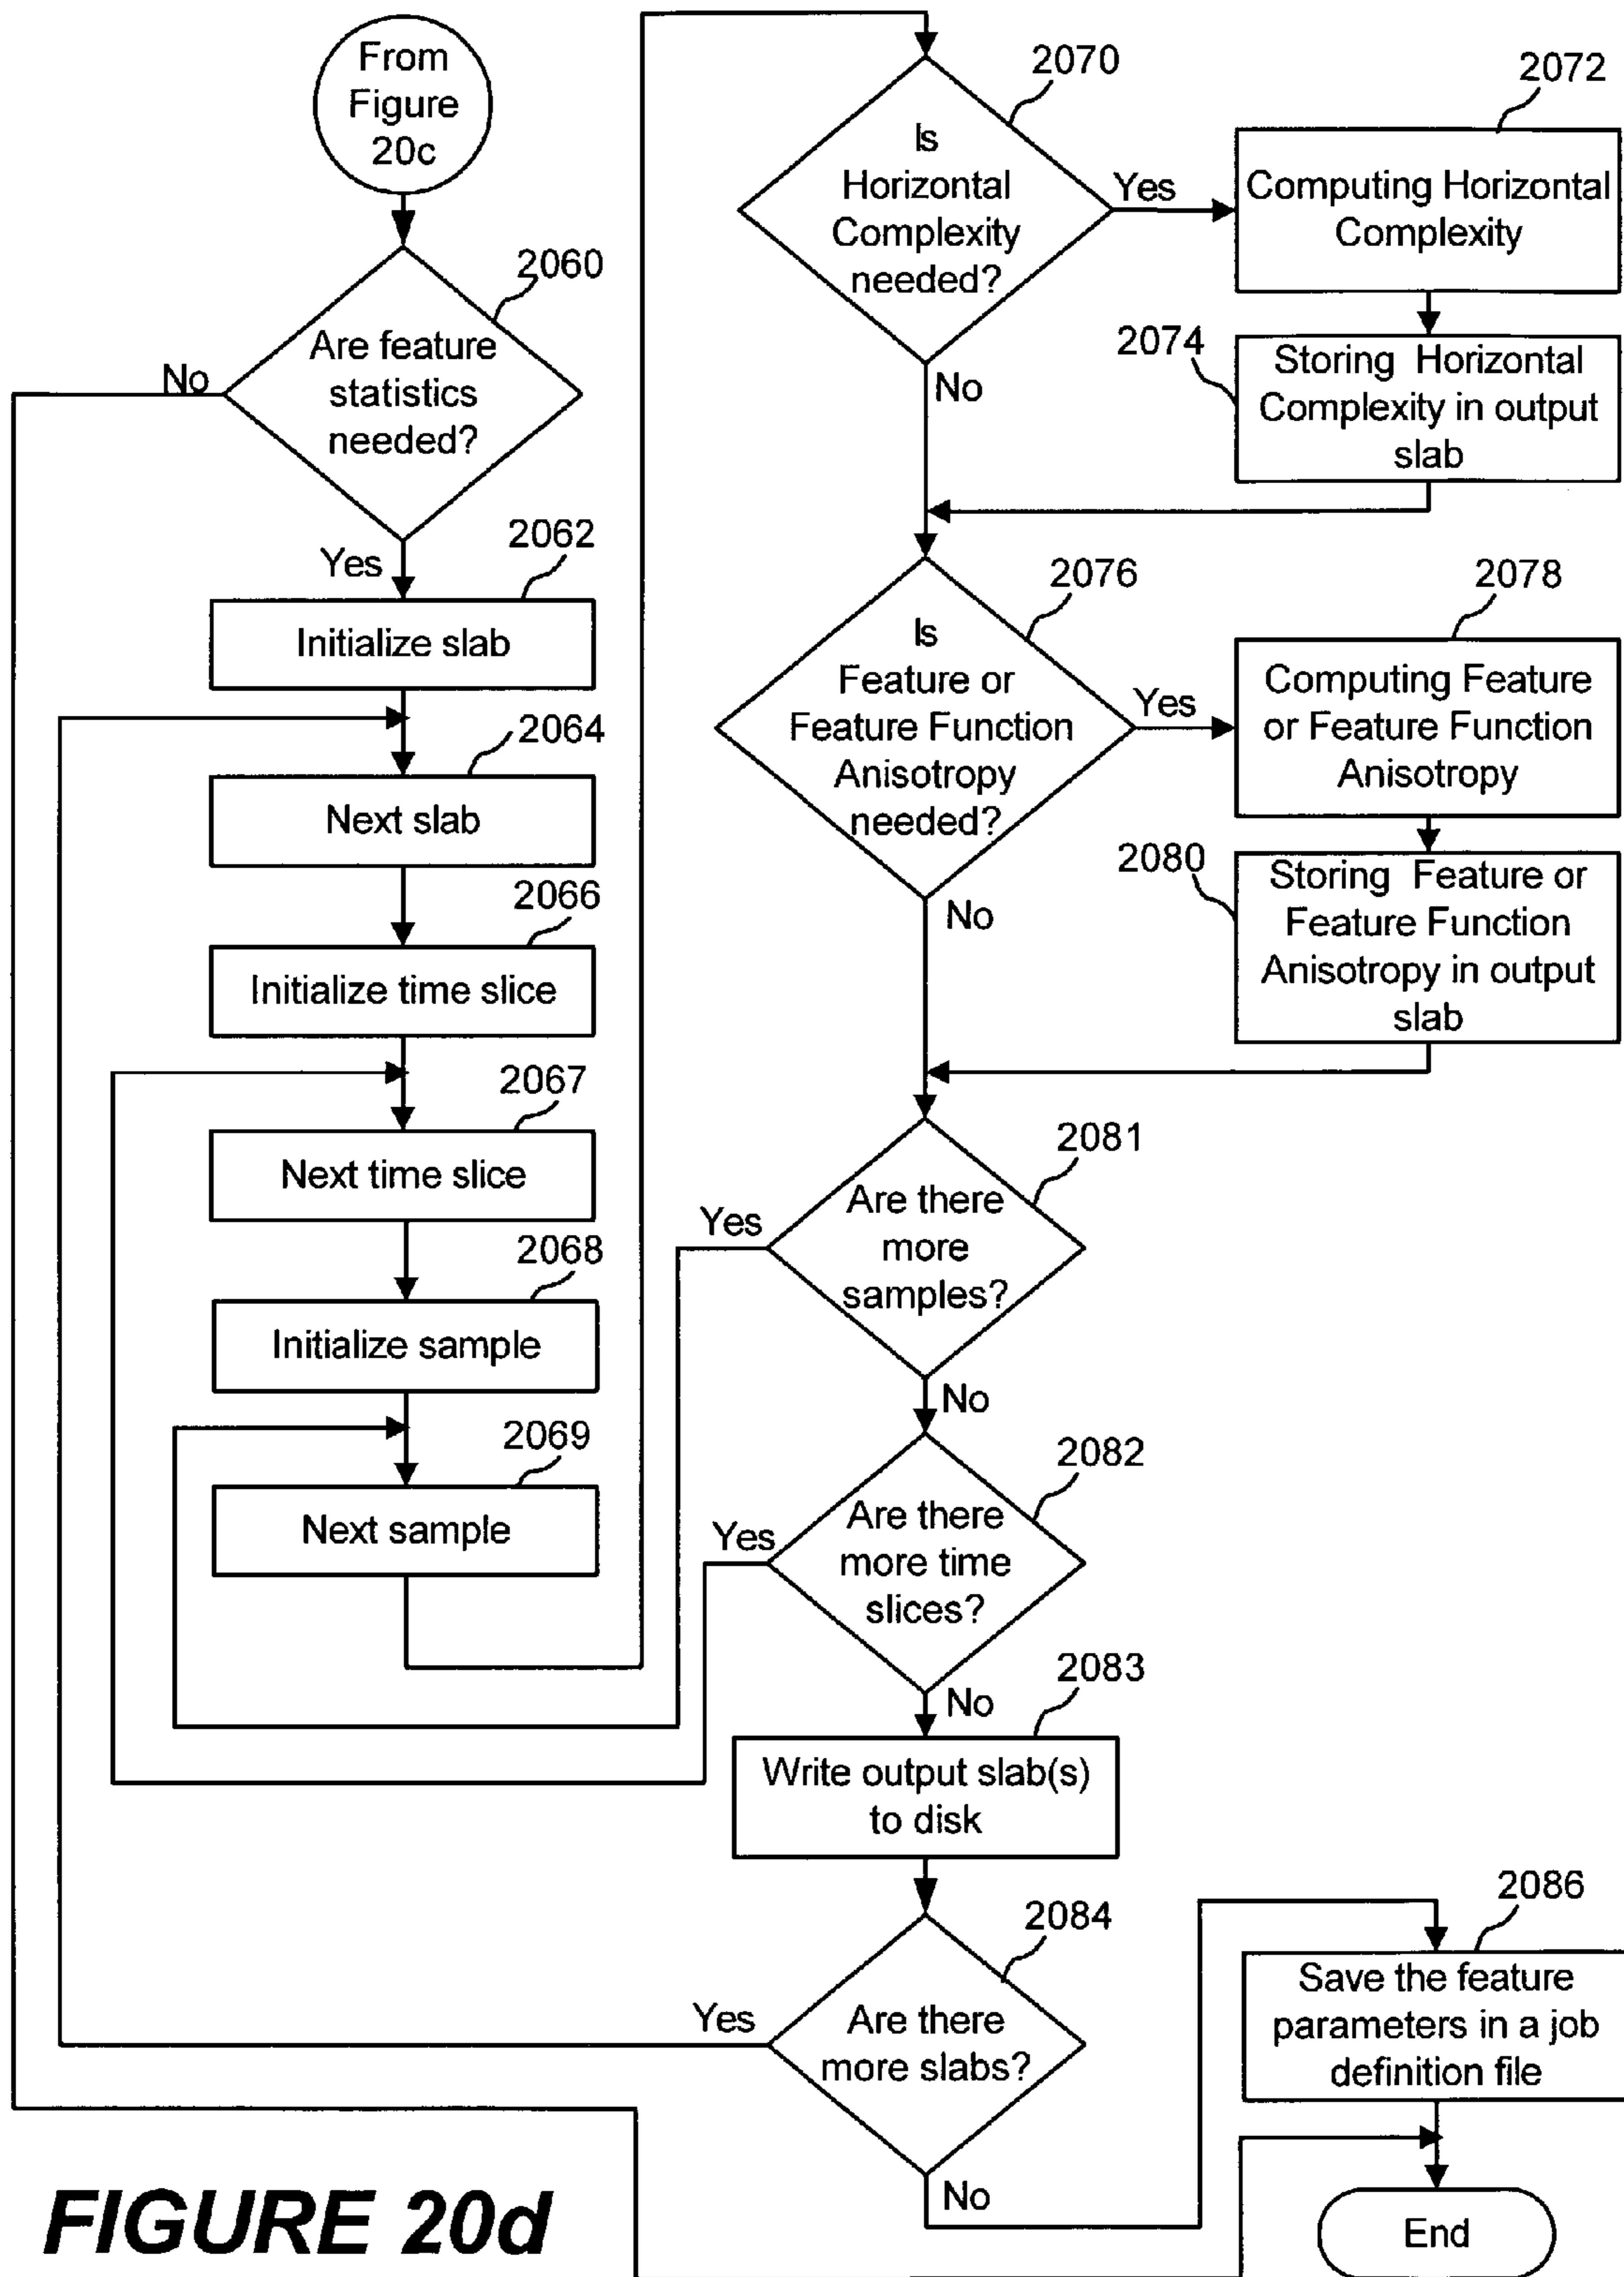 From
Figure
20c
2060
Are feature
statistics
needed?
No
Yes
2062
Initialize slab
2064
Next slab
2066
Initialize time slice
2067
Next time slice
2068
Initialize sample
2069
Next sample
2070
Is
Horizontal
Complexity
needed?
Yes
No
2072
Computing Horizontal
Complexity
2074
Storing Horizontal
Complexity in output
slab
2076
Is
Feature or
Feature Function
Anisotropy
needed?
Yes
No
2078
Computing Feature
or Feature Function
Anisotropy
2080
Storing Feature or
Feature Function
Anisotropy in output
slab
2081
Are there
more
samples?
Yes
No
2082
Are there
more time
slices?
Yes
No
2083
Write output slab(s)
to disk
2084
Are there
more slabs?
Yes
No
2086
Save the feature
parameters in a job
definition file
End
FIGURE 20d